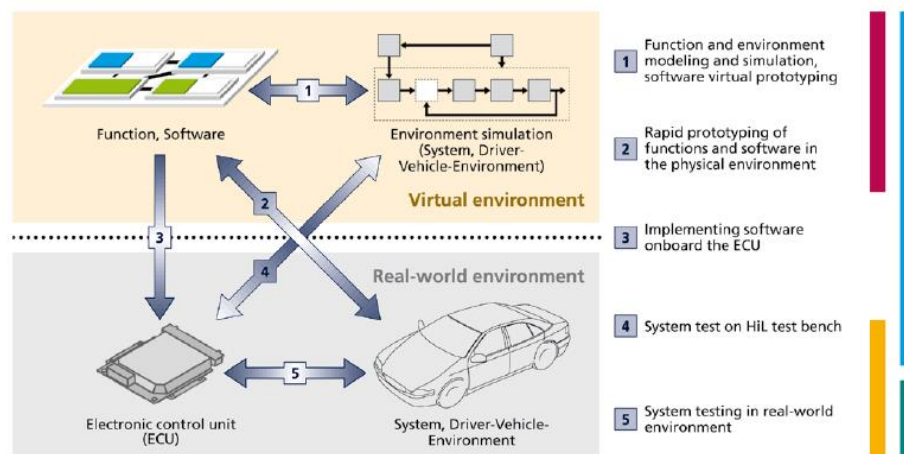 1
Function, Software
Environment simulation
(System, Driver-
Vehicle-Environment)
Virtual environment
2
3
4
Real-world environment
5
Electronic control unit
(ECU)
System, Driver-Vehicle-
Environment
1
Function and environment
modeling and simulation,
software virtual prototyping
2
Rapid prototyping of
functions and software in
the physical environment
3
Implementing software
onboard the ECU
4
System test on HiL test bench
5
System testing in real-world
environment